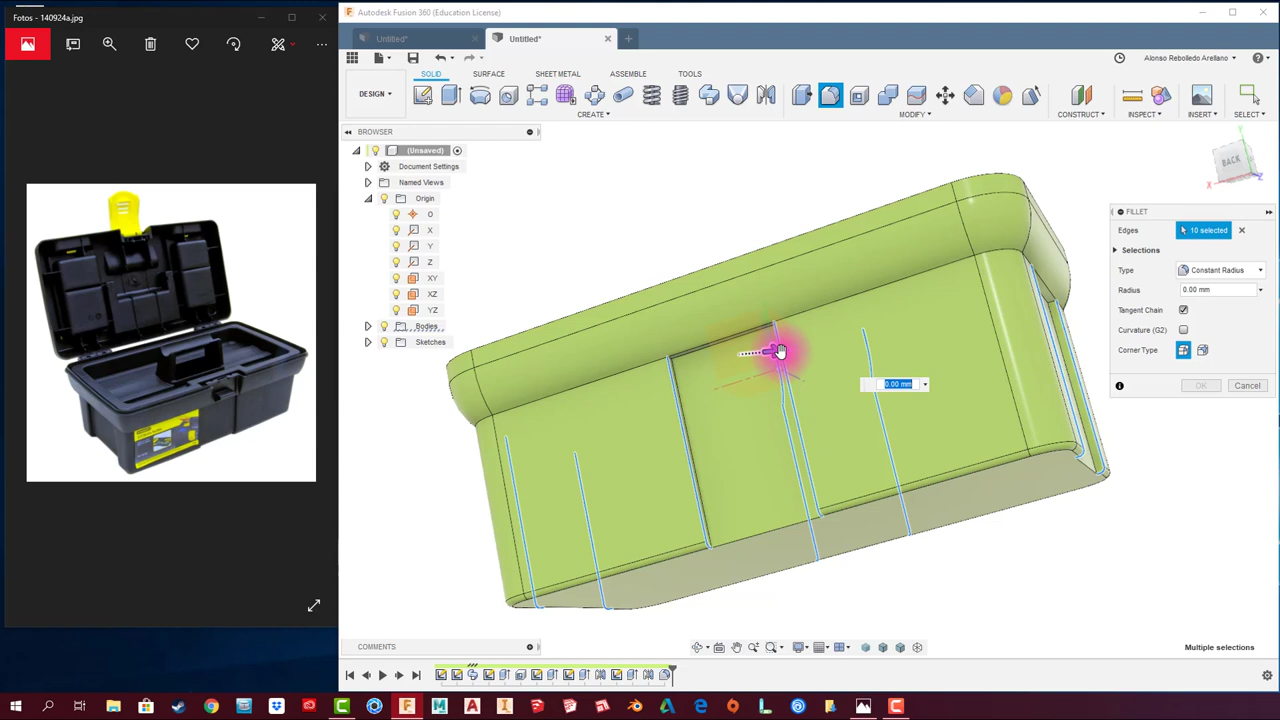 Fotos - 140924a.jpg
Autodesk Fusion 360 (Education License)
Untitled*
Untitled*
Alonso Rebolledo Arellano
SOLID
SURFACE
SHEET METAL
ASSEMBLE
TOOLS
DESIGN
CREATE
MODIFY
CONSTRUCT
INSPECT
INSERT
SELECT
BROWSER
(Unsaved)
Document Settings
Named Views
Origin
O
X
Y
Z
XY
XZ
YZ
Bodies
Sketches
BACK
X
Y
Z
FILLET
Edges
10 selected
Selections
Type
Constant Radius
Radius
0.00 mm
Tangent Chain
Curvature (G2)
Corner Type
OK
Cancel
0.00 mm
COMMENTS
Multiple selections